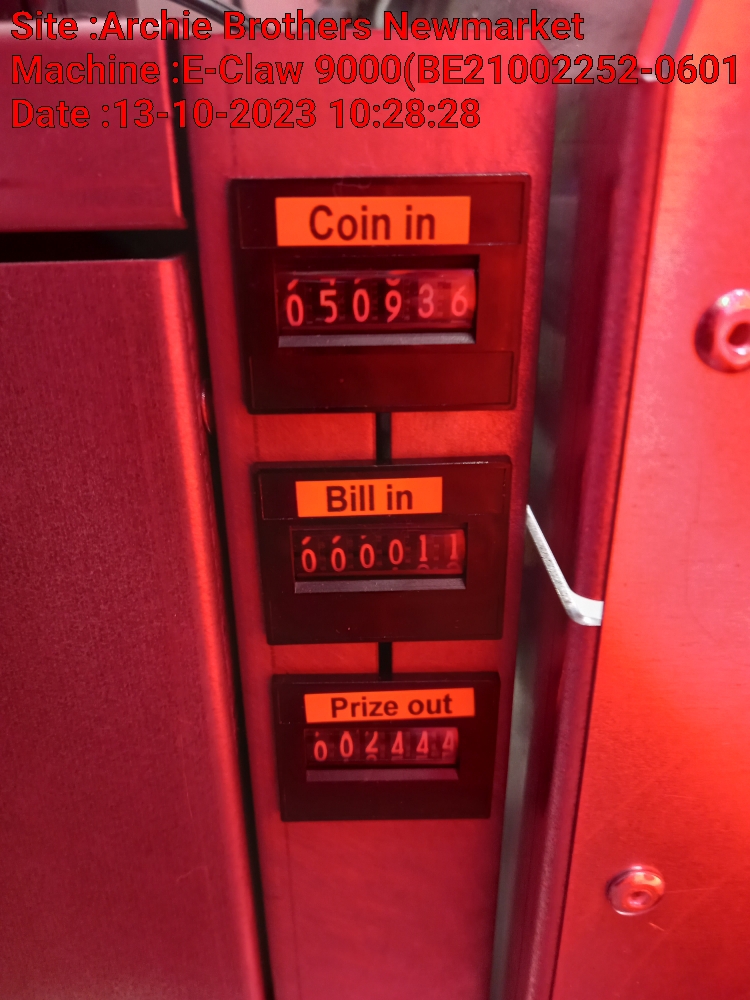 Site :Archie Brothers Newmarket
Machine :E-Claw 9000(BE21002252-0601
Date :13-10-2023 10:28:28
Coin in
050936
Bill in
000011
Prize out
002444